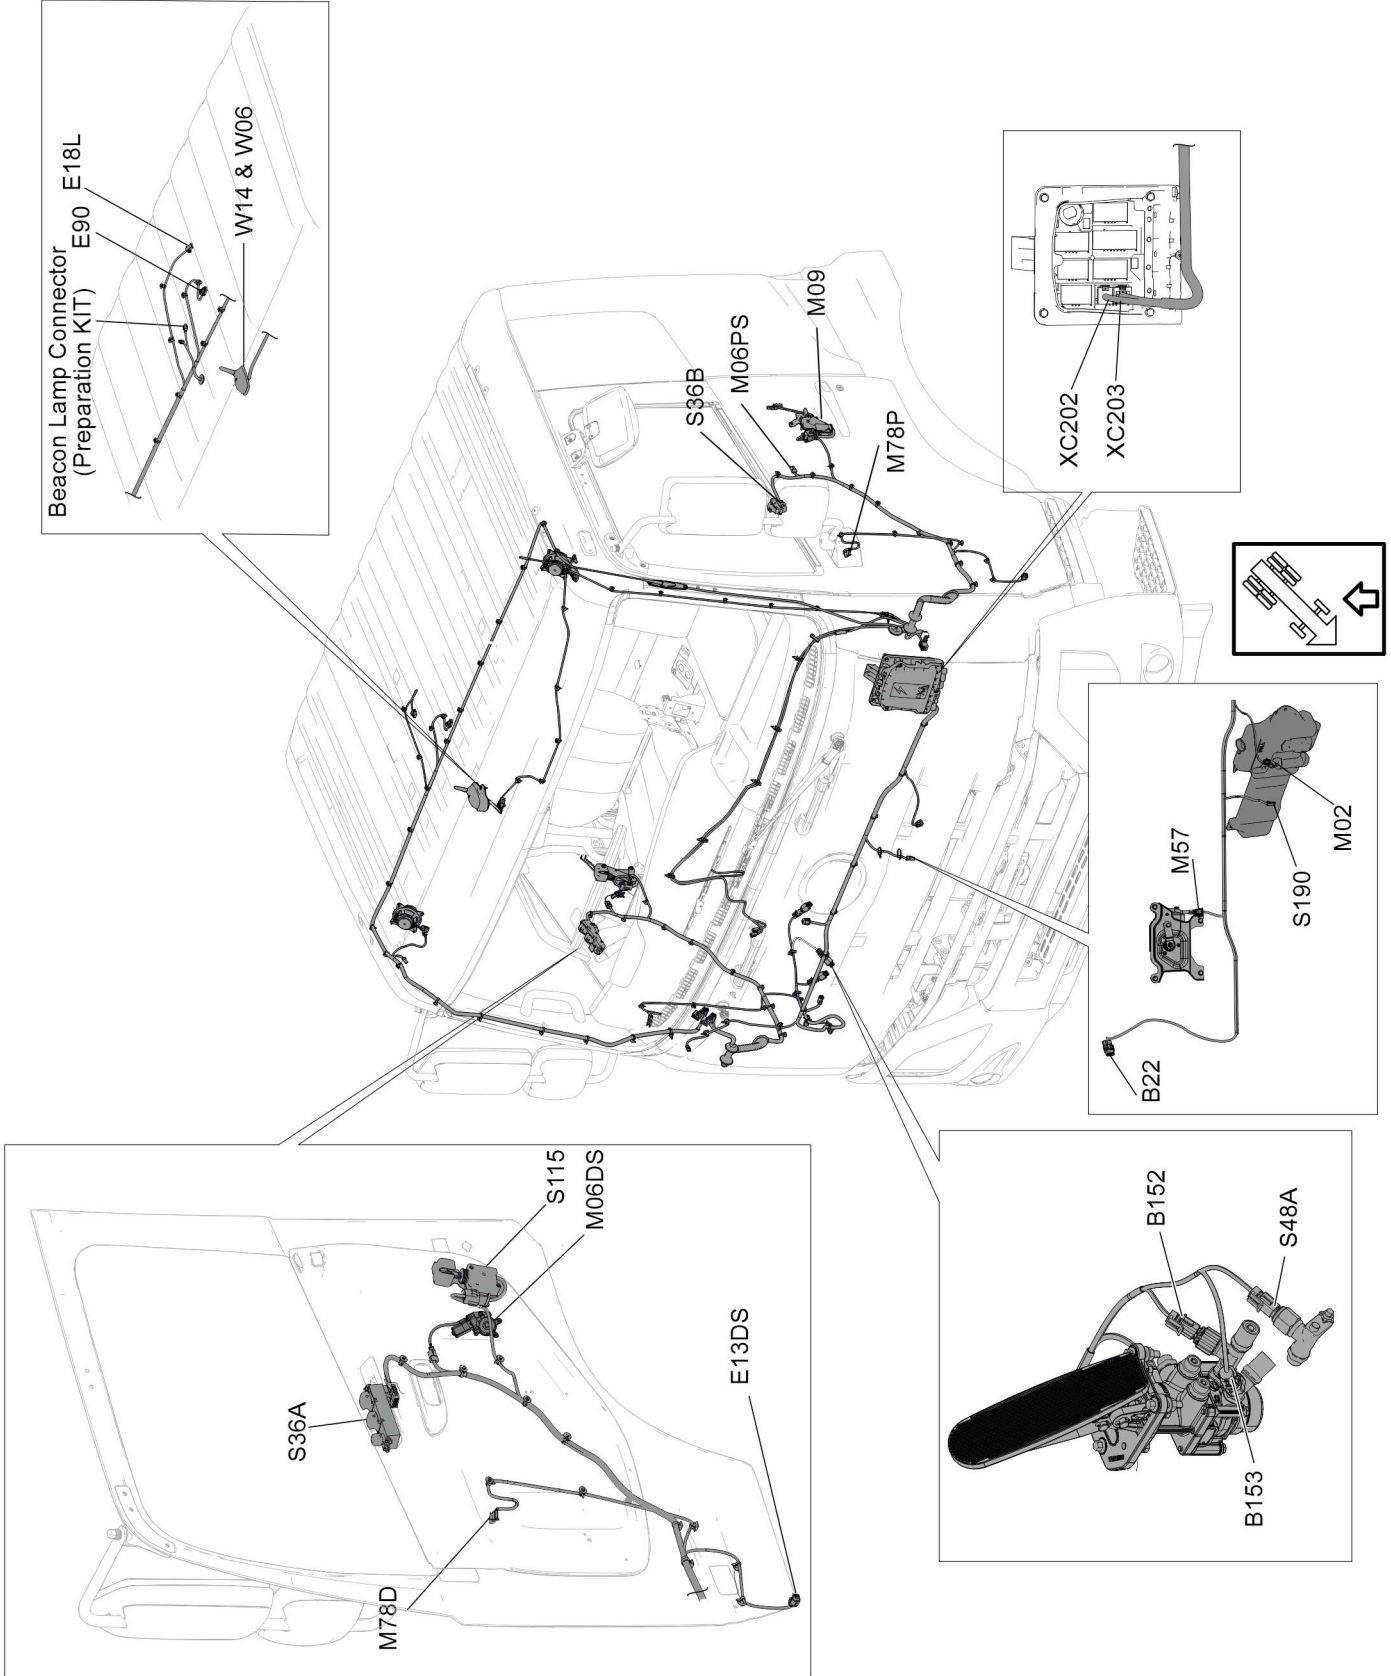 Beacon Lamp Connector
(Preparation KIT)
E90
E18L
W14 & W06
S36B
M06PS
M09
M78P
XC202
XC203
S115
M06DS
S36A
E13DS
M78D
B152
S48A
B153
M57
B22
S190
M02